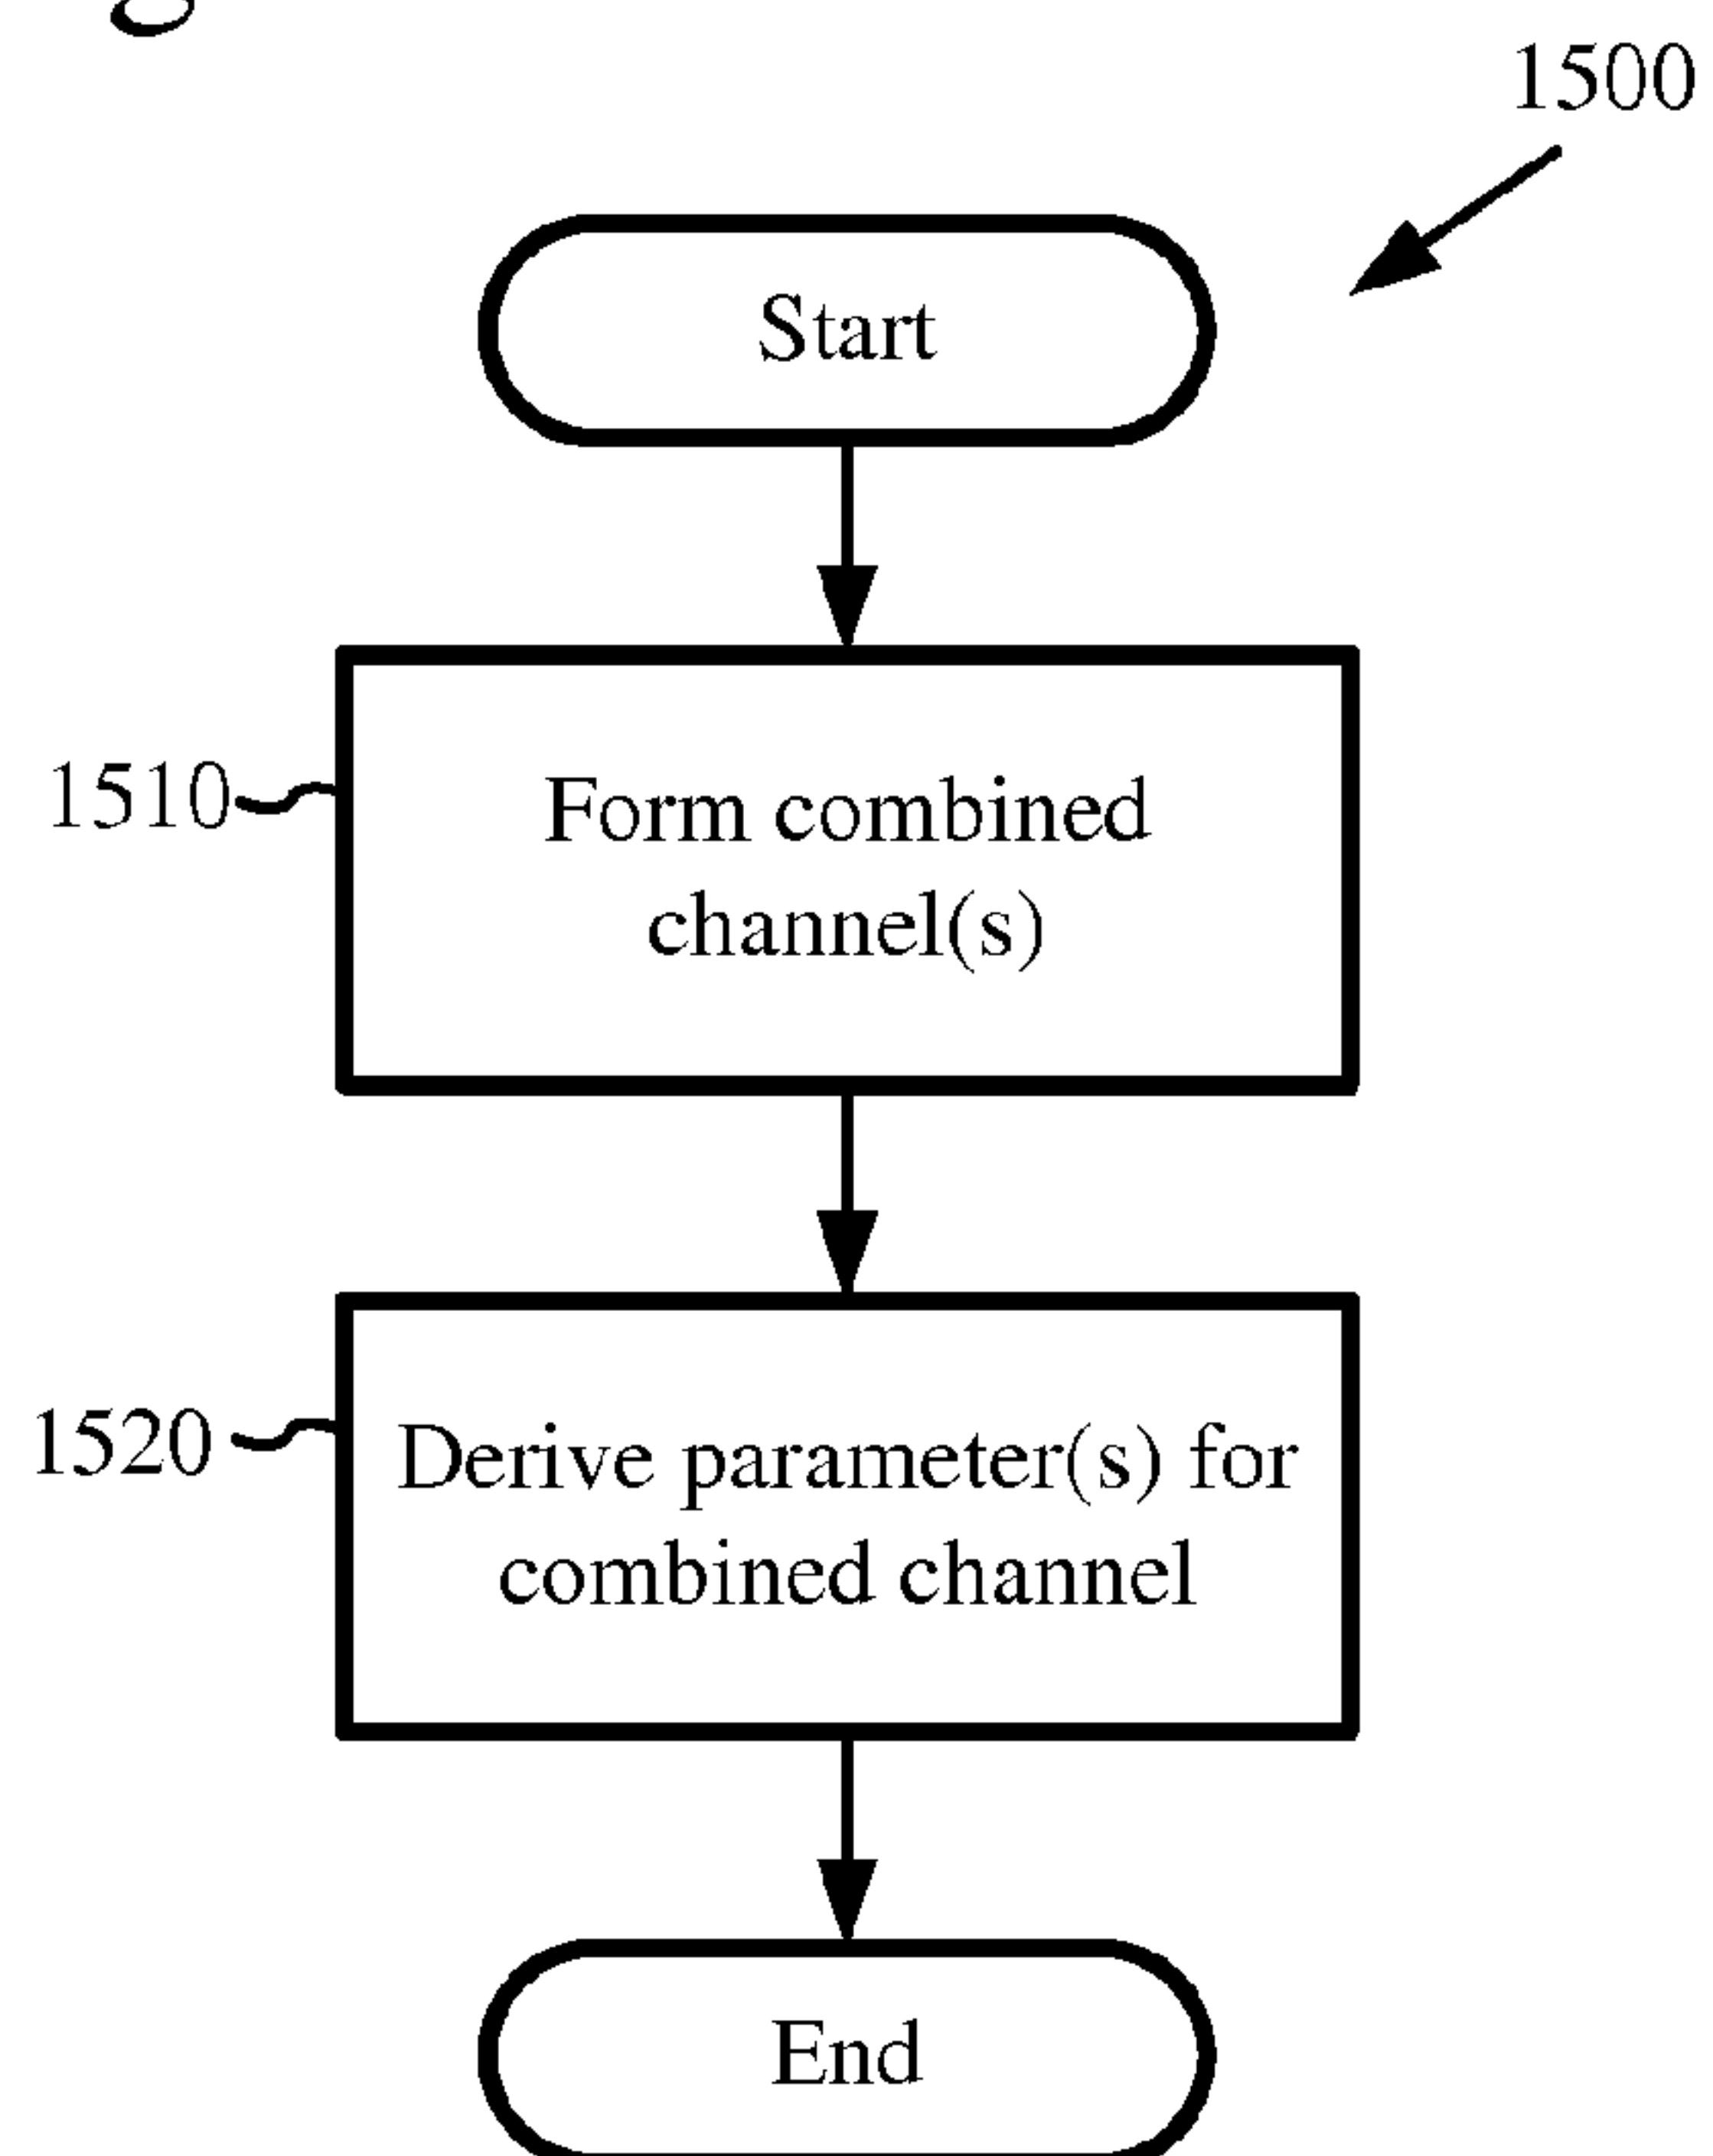 1500
Start
1510
Form combined
channel(s)
1520
Derive parameter(s) for
combined channel
End